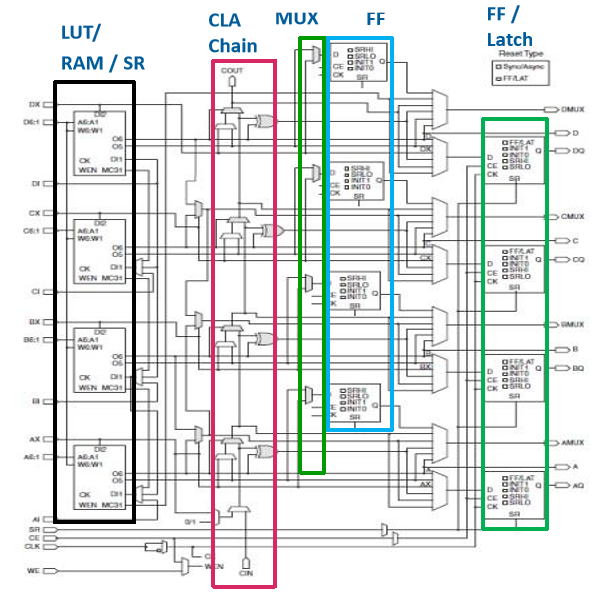 LUT/
RAM / SR
CLA
Chain
MUX
FF
FF /
Latch
Reset Type
Sync/Async
FF/LAT
COUT
SRHI
SRLO
INIT1
INIT0
Q
CE
CK
SR
DX
D6:1
DI2
A6:A1
W6:W1
O6
O5
CK
DI1
WEN MC31
DI
DMUX
D
DX
DQ
D
CE
CK
FF/LAT
INIT1
INIT0
SRHI
SRLO
Q
SR
D
SRHI
SRLO
INIT1
INIT0
Q
CE
CK
SR
CX
C6:1
DI2
A6:A1
W6:W1
O6
O5
CK
DI1
WEN MC31
CI
CMUX
C
CX
CQ
D
CE
CK
FF/LAT
INIT1
INIT0
SRHI
SRLO
Q
SR
D
SRHI
SRLO
INIT1
INIT0
Q
CE
CK
SR
BX
B6:1
DI2
A6:A1
W6:W1
O6
O5
CK
DI1
WEN MC31
BI
BMUX
B
BX
BQ
D
CE
CK
FF/LAT
INIT1
INIT0
SRHI
SRLO
Q
SR
D
SRHI
SRLO
INIT1
INIT0
Q
CE
CK
SR
AX
A6:1
DI2
A6:A1
W6:W1
O6
O5
CK
DI1
WEN MC31
AI
AMUX
A
AX
AQ
D
CE
CK
FF/LAT
INIT1
INIT0
SRHI
SRLO
Q
SR
0/1
SR
CE
CLK
CE
WEN
WE
CIN